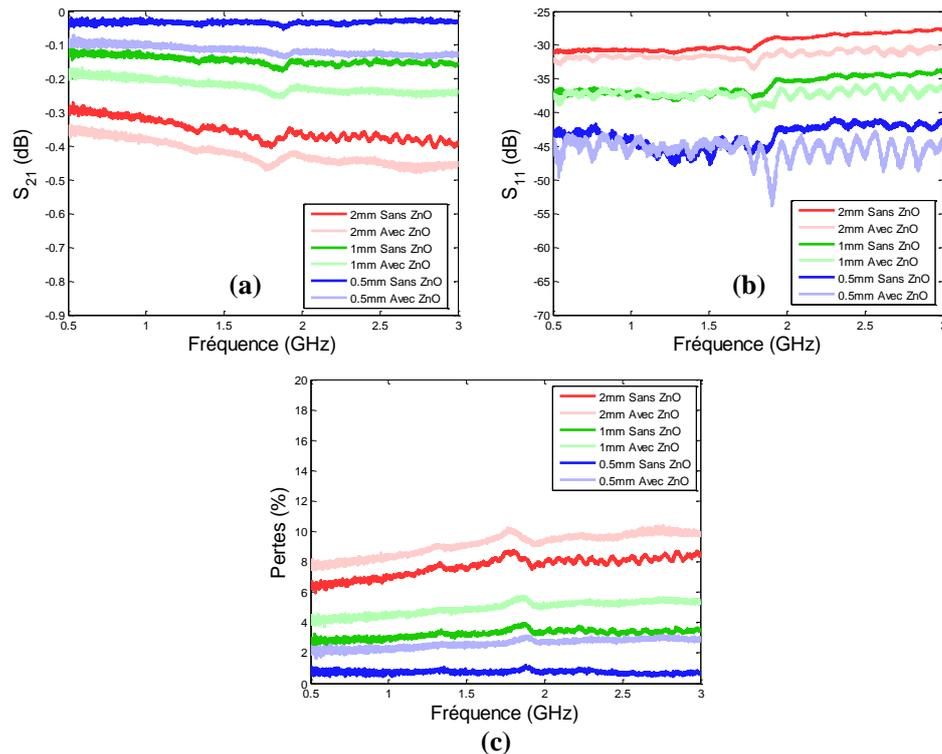 0
-0.1
-0.2
-0.3
-0.4
-0.5
-0.6
-0.7
-0.8
-0.9
0.5 1 1.5 2 2.5 3
S21 (dB)
Fréquence (GHz)
2mm Sans ZnO
2mm Avec ZnO
1mm Sans ZnO
1mm Avec ZnO
0.5mm Sans ZnO
0.5mm Avec ZnO
(a)
-25
-30
-35
-40
-45
-50
-55
-60
-65
-70
0.5 1 1.5 2 2.5 3
S11 (dB)
Fréquence (GHz)
2mm Sans ZnO
2mm Avec ZnO
1mm Sans ZnO
1mm Avec ZnO
0.5mm Sans ZnO
0.5mm Avec ZnO
(b)
20
18
16
14
12
10
8
6
4
2
0
0.5 1 1.5 2 2.5 3
Pertes (%)
Fréquence (GHz)
2mm Sans ZnO
2mm Avec ZnO
1mm Sans ZnO
1mm Avec ZnO
0.5mm Sans ZnO
0.5mm Avec ZnO
(c)